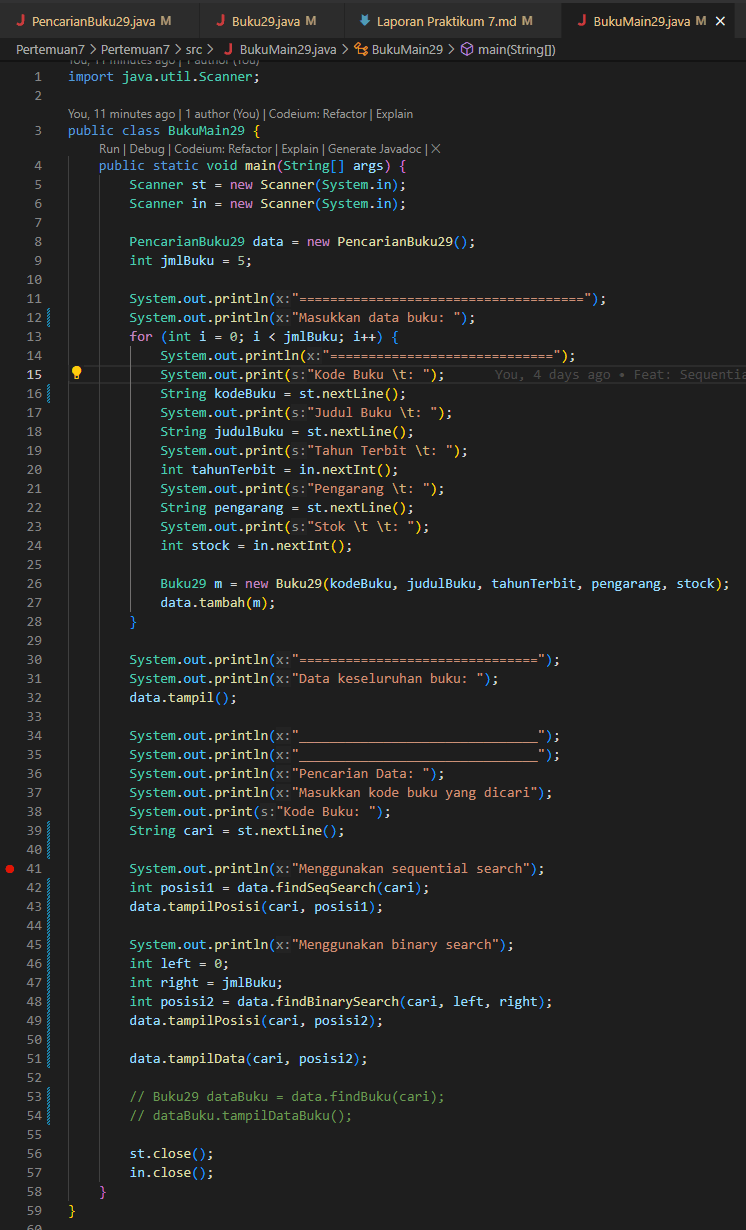 PencarianBuku29.java M Buku29.java M Laporan Praktikum 7.md M BukuMain29.java M ×
Pertemuan7 > Pertemuan7 > src > BukuMain29.java > BukuMain29 > main(String[])
You, 11 minutes ago | 1 author (You)
1 import java.util.Scanner;
2
You, 11 minutes ago | 1 author (You) | Codeium: Refactor | Explain
3 public class BukuMain29 {
Run | Debug | Codeium: Refactor | Explain | Generate Javadoc | ×
4 public static void main(String[] args) {
5 Scanner st = new Scanner(System.in);
6 Scanner in = new Scanner(System.in);
7
8 PencarianBuku29 data = new PencarianBuku29();
9 int jmlBuku = 5;
10
11 System.out.println(x:"=====================================");
12 System.out.println(x:"Masukkan data buku: ");
13 for (int i = 0; i < jmlBuku; i++) {
14 System.out.println(x:"=============================");
15 System.out.print(s:"Kode Buku \t: "); You, 4 days ago • Feat: Sequentia
16 String kodeBuku = st.nextLine();
17 System.out.print(s:"Judul Buku \t: ");
18 String judulBuku = st.nextLine();
19 System.out.print(s:"Tahun Terbit \t: ");
20 int tahunTerbit = in.nextInt();
21 System.out.print(s:"Pengarang \t: ");
22 String pengarang = st.nextLine();
23 System.out.print(s:"Stok \t \t: ");
24 int stock = in.nextInt();
25
26 Buku29 m = new Buku29(kodeBuku, judulBuku, tahunTerbit, pengarang, stock);
27 data.tambah(m);
28 }
29
30 System.out.println(x:"===============================");
31 System.out.println(x:"Data keseluruhan buku: ");
32 data.tampil();
33
34 System.out.println(x:"_______________________________");
35 System.out.println(x:"_______________________________");
36 System.out.println(x:"Pencarian Data: ");
37 System.out.println(x:"Masukkan kode buku yang dicari");
38 System.out.print(s:"Kode Buku: ");
39 String cari = st.nextLine();
40
41 System.out.println(x:"Menggunakan sequential search");
42 int posisi1 = data.findSeqSearch(cari);
43 data.tampilPosisi(cari, posisi1);
44
45 System.out.println(x:"Menggunakan binary search");
46 int left = 0;
47 int right = jmlBuku;
48 int posisi2 = data.findBinarySearch(cari, left, right);
49 data.tampilPosisi(cari, posisi2);
50
51 data.tampilData(cari, posisi2);
52
53 // Buku29 dataBuku = data.findBuku(cari);
54 // dataBuku.tampilDataBuku();
55
56 st.close();
57 in.close();
58 }
59 }
60